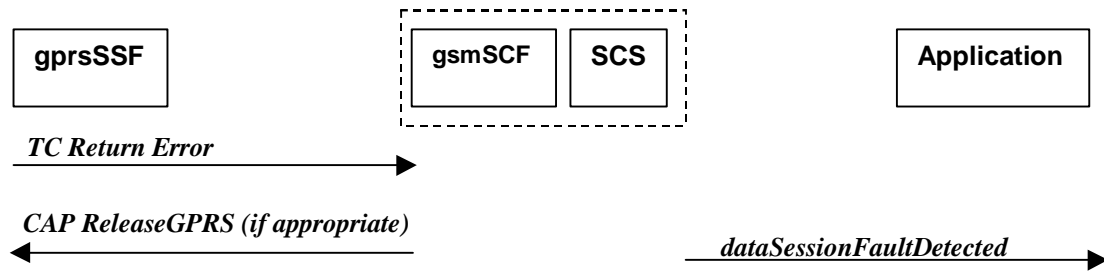 gprsSSF
gsmSCF
SCS
Application
TC Return Error
CAP ReleaseGPRS (if appropriate)
dataSessionFaultDetected